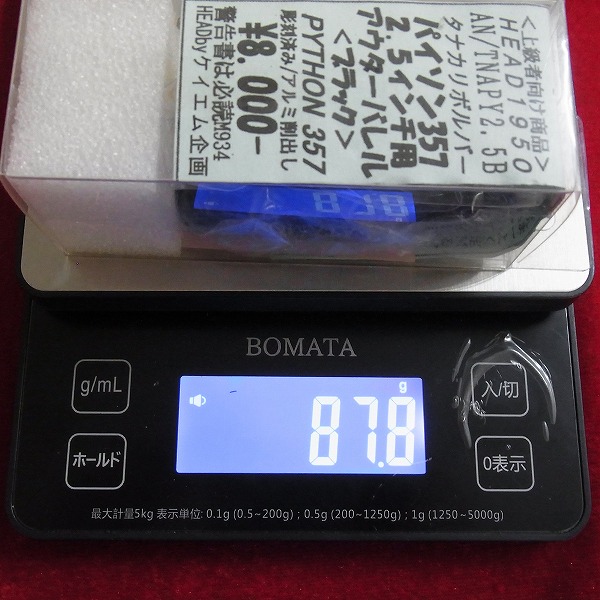 <上級者向け商品>
HEAD1950
AN/TNAPY2.5B
タナカリボルバー
パイソン357
2.5インチ用
アウターバレル
<ブラック>
PYTHON 357
彫刻済み/アルミ削出し
¥8.000-
警告書は必読M934
HEADbyケイエム企画
BOMATA
g/mL
g
入/切
87.8
ホールド
0表示
最大計量5kg 表示単位: 0.1g (0.5~200g) ; 0.5g (200~1250g) ; 1g (1250~5000g)